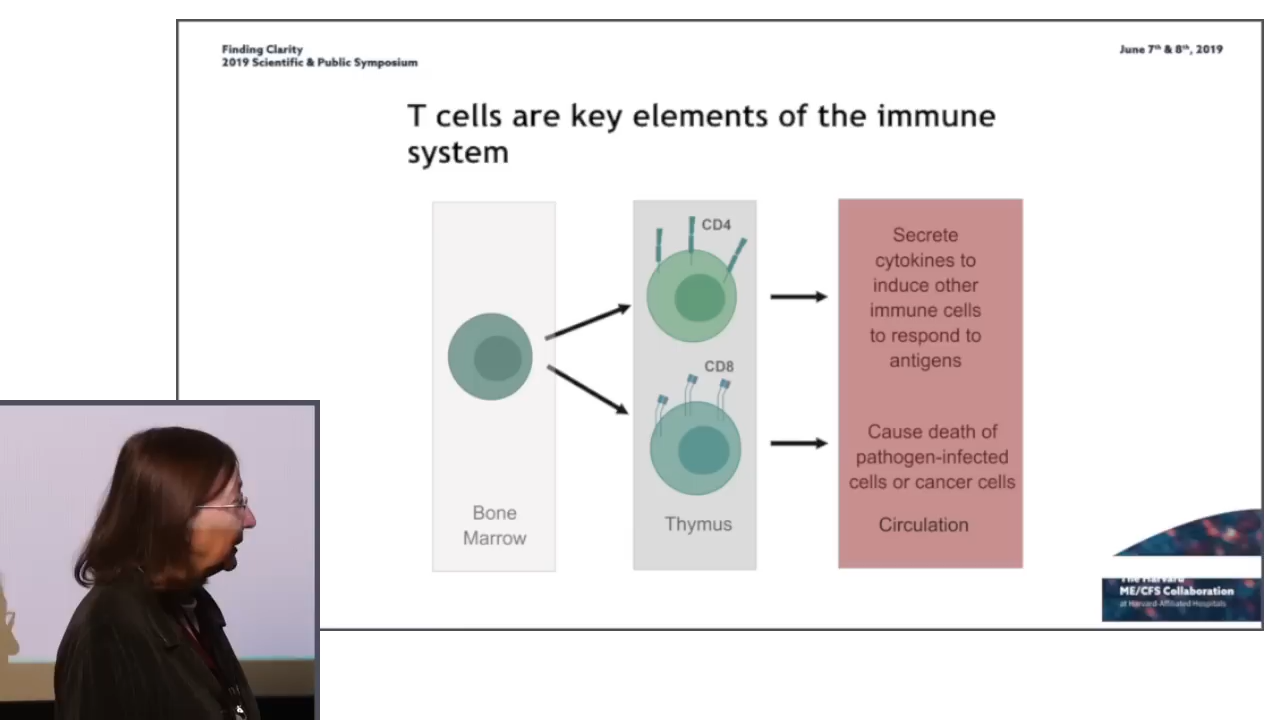 Finding Clarity
2019 Scientific & Public Symposium
June 7th & 8th, 2019
T cells are key elements of the immune
system
CD4
CD8
Bone
Marrow
Thymus
Secrete
cytokines to
induce other
immune cells
to respond to
antigens
Cause death of
pathogen-infected
cells or cancer cells
Circulation
The Harvard
ME/CFS Collaboration
at Harvard-Affiliated Hospitals